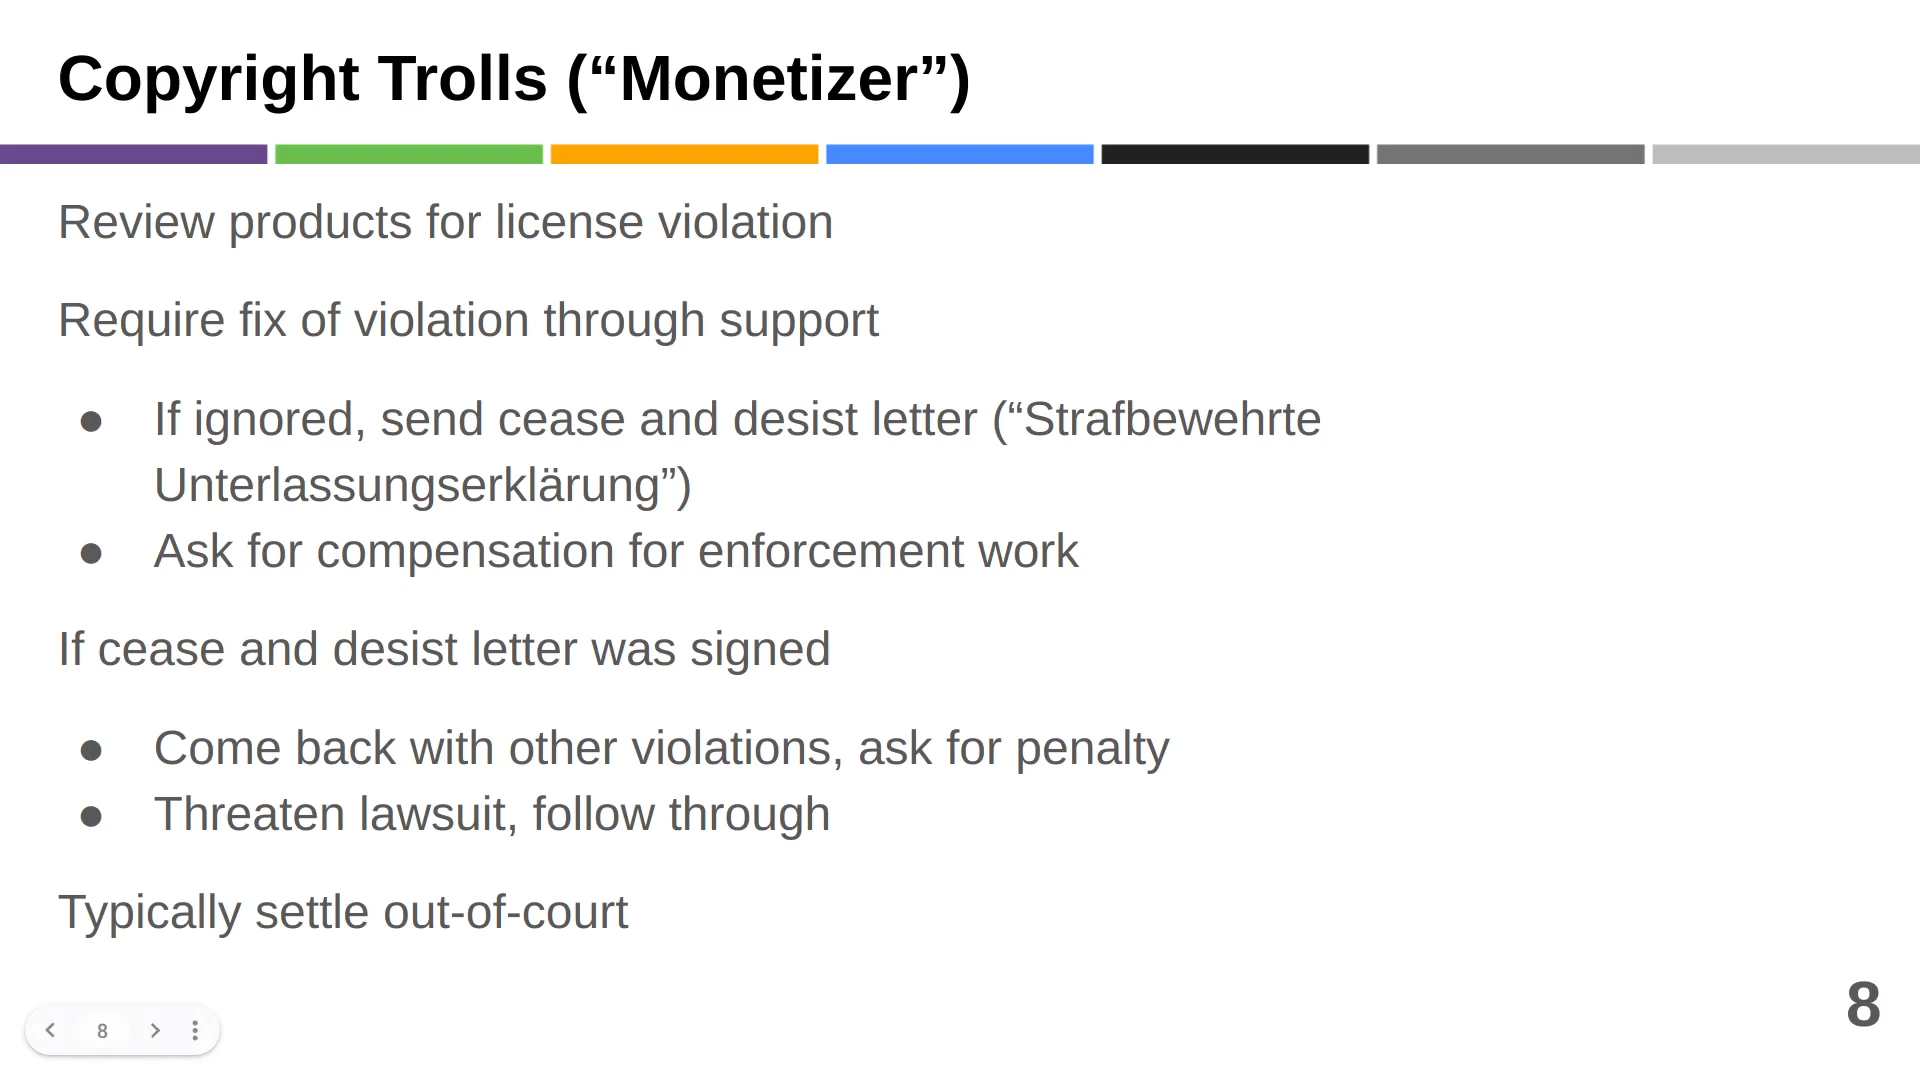 Copyright Trolls (“Monetizer”)
Review products for license violation
Require fix of violation through support
● If ignored, send cease and desist letter (“Strafbewehrte
Unterlassungserklärung”)
● Ask for compensation for enforcement work
If cease and desist letter was signed
● Come back with other violations, ask for penalty
● Threaten lawsuit, follow through
Typically settle out-of-court
8
8